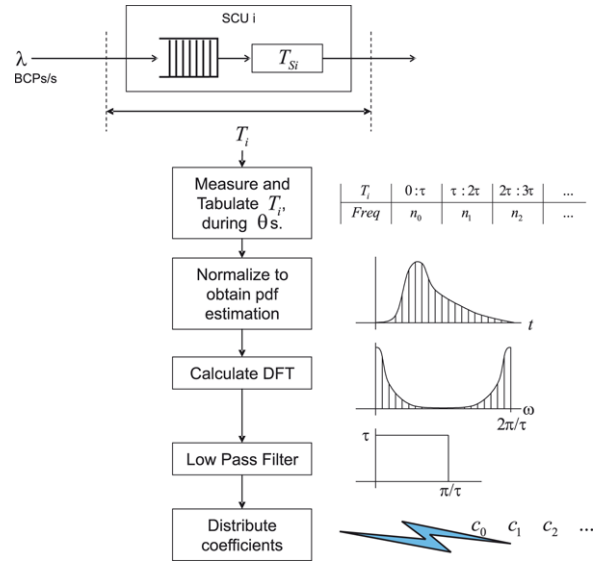 SCU i
λ
BCPs/s
T_Si
T_i
Measure and
Tabulate T_i,
during θ s.
T_i 0 : τ τ : 2τ 2τ : 3τ ...
Freq n_0 n_1 n_2 ...
Normalize to
obtain pdf
estimation
t
Calculate DFT
ω
2π/τ
Low Pass Filter
τ
π/τ
Distribute
coefficients
c_0 c_1 c_2 ...